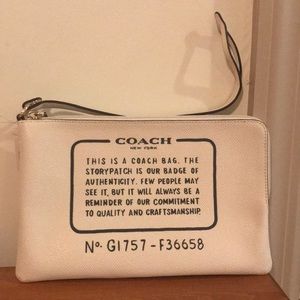 COACH
NEW YORK
THIS IS A COACH BAG. THE
STORYPATCH IS OUR BADGE OF
AUTHENTICITY. FEW PEOPLE MAY
SEE IT, BUT IT WILL ALWAYS BE A
REMINDER OF OUR COMMITMENT
TO QUALITY AND CRAFTSMANSHIP.
No. G1757-F36658